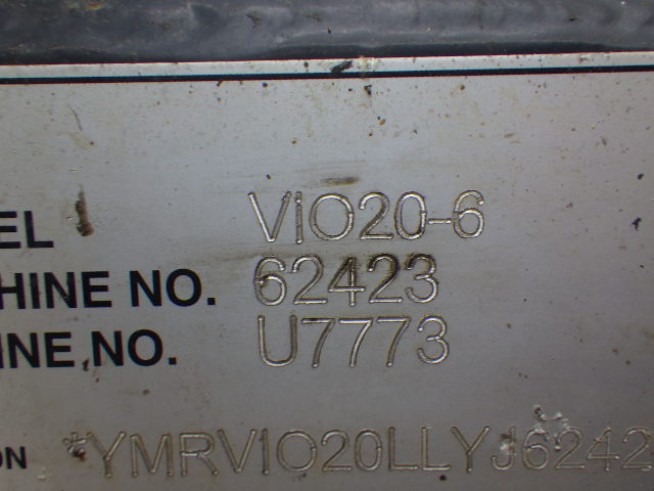 EL ViO20-6
HINE NO. 62423
INE NO. U7773
ON *YMRVIO20LLYJ6242